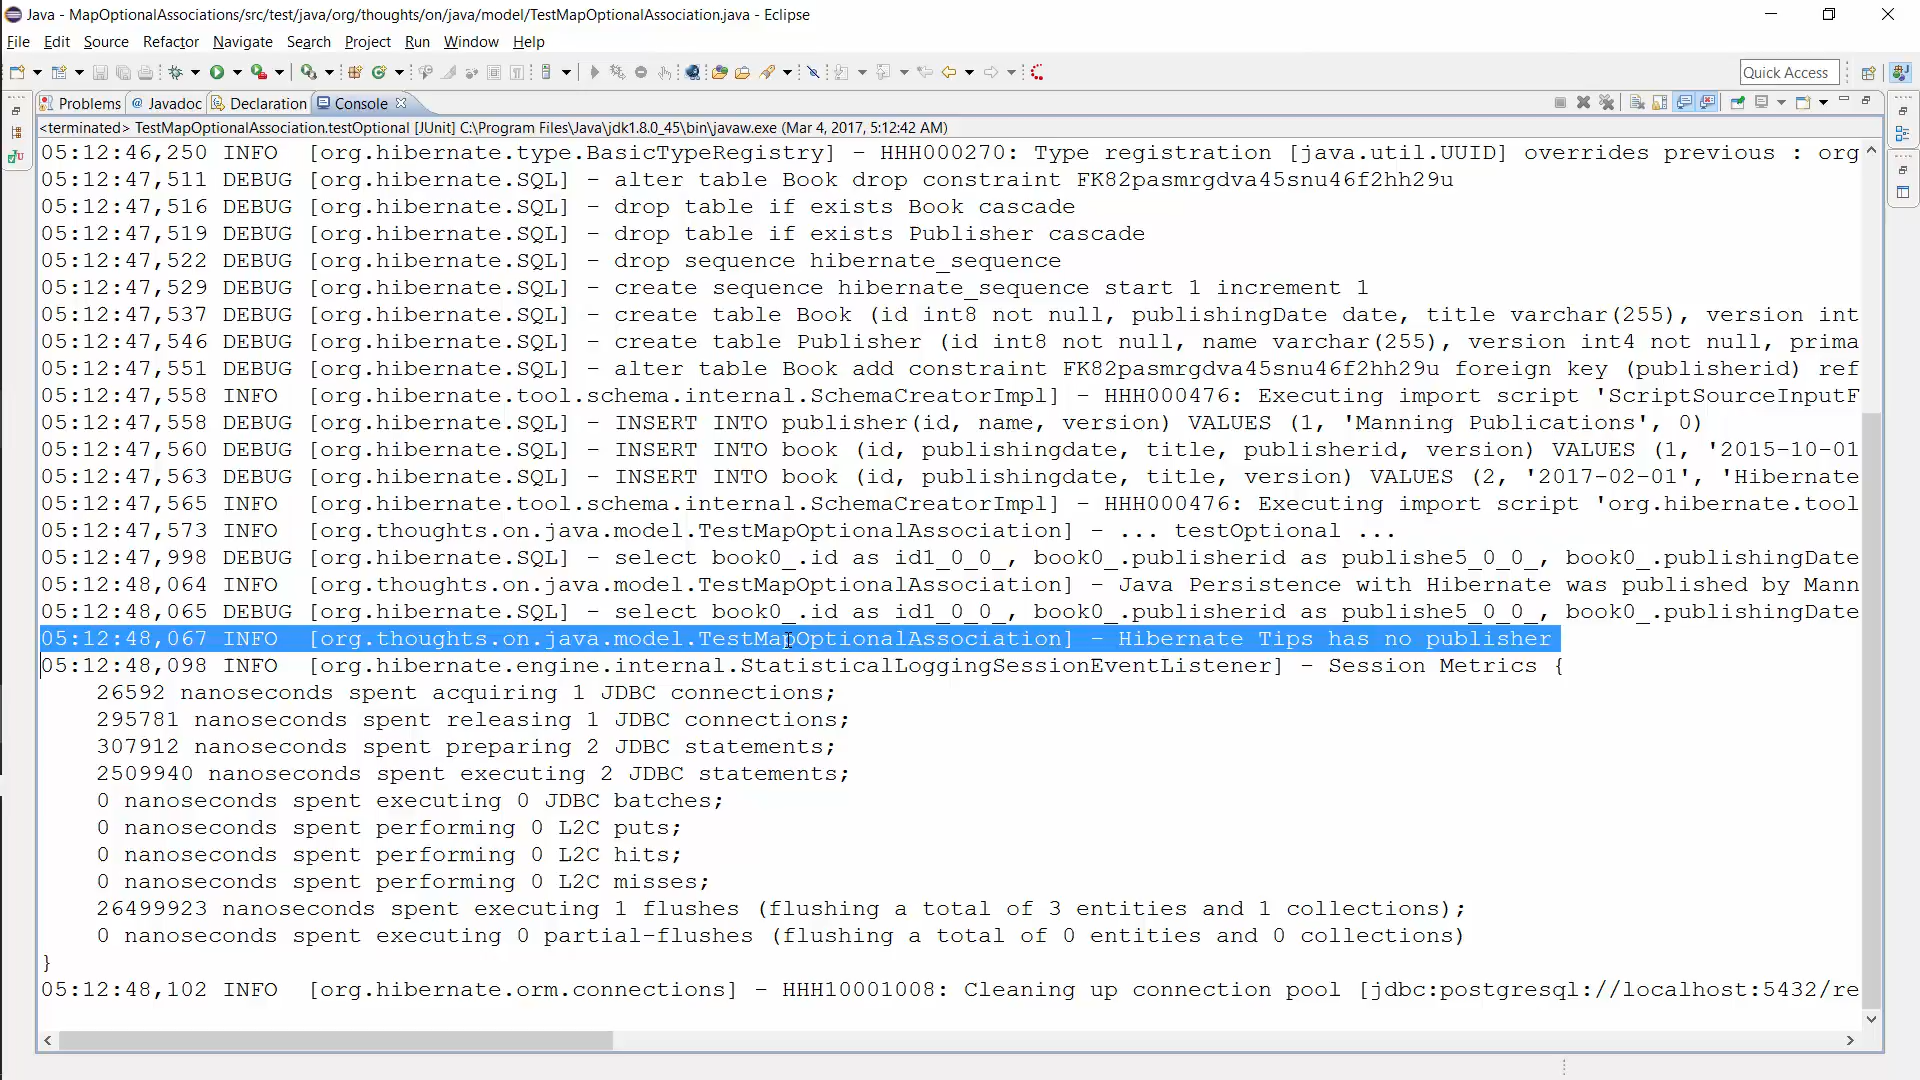 Java - MapOptionalAssociations/src/test/java/org/thoughts/on/java/model/TestMapOptionalAssociation.java - Eclipse
File Edit Source Refactor Navigate Search Project Run Window Help
Quick Access
Problems @ Javadoc Declaration Console
<terminated> TestMapOptionalAssociation.testOptional [JUnit] C:\Program Files\Java\jdk1.8.0_45\bin\javaw.exe (Mar 4, 2017, 5:12:42 AM)
05:12:46,250 INFO  [org.hibernate.type.BasicTypeRegistry] - HHH000270: Type registration [java.util.UUID] overrides previous : org
05:12:47,511 DEBUG [org.hibernate.SQL] - alter table Book drop constraint FK82pasmrgdva45snu46f2hh29u
05:12:47,516 DEBUG [org.hibernate.SQL] - drop table if exists Book cascade
05:12:47,519 DEBUG [org.hibernate.SQL] - drop table if exists Publisher cascade
05:12:47,522 DEBUG [org.hibernate.SQL] - drop sequence hibernate_sequence
05:12:47,529 DEBUG [org.hibernate.SQL] - create sequence hibernate_sequence start 1 increment 1
05:12:47,537 DEBUG [org.hibernate.SQL] - create table Book (id int8 not null, publishingDate date, title varchar(255), version int
05:12:47,546 DEBUG [org.hibernate.SQL] - create table Publisher (id int8 not null, name varchar(255), version int4 not null, prima
05:12:47,551 DEBUG [org.hibernate.SQL] - alter table Book add constraint FK82pasmrgdva45snu46f2hh29u foreign key (publisherid) ref
05:12:47,558 INFO  [org.hibernate.tool.schema.internal.SchemaCreatorImpl] - HHH000476: Executing import script 'ScriptSourceInputF
05:12:47,558 DEBUG [org.hibernate.SQL] - INSERT INTO publisher(id, name, version) VALUES (1, 'Manning Publications', 0)
05:12:47,560 DEBUG [org.hibernate.SQL] - INSERT INTO book (id, publishingdate, title, publisherid, version) VALUES (1, '2015-10-01
05:12:47,563 DEBUG [org.hibernate.SQL] - INSERT INTO book (id, publishingdate, title, version) VALUES (2, '2017-02-01', 'Hibernate
05:12:47,565 INFO  [org.hibernate.tool.schema.internal.SchemaCreatorImpl] - HHH000476: Executing import script 'org.hibernate.tool
05:12:47,573 INFO  [org.thoughts.on.java.model.TestMapOptionalAssociation] - ... testOptional ...
05:12:47,998 DEBUG [org.hibernate.SQL] - select book0_.id as id1_0_0_, book0_.publisherid as publishe5_0_0_, book0_.publishingDate
05:12:48,064 INFO  [org.thoughts.on.java.model.TestMapOptionalAssociation] - Java Persistence with Hibernate was published by Mann
05:12:48,065 DEBUG [org.hibernate.SQL] - select book0_.id as id1_0_0_, book0_.publisherid as publishe5_0_0_, book0_.publishingDate
05:12:48,067 INFO  [org.thoughts.on.java.model.TestMapOptionalAssociation] - Hibernate Tips has no publisher
05:12:48,098 INFO  [org.hibernate.engine.internal.StatisticalLoggingSessionEventListener] - Session Metrics {
26592 nanoseconds spent acquiring 1 JDBC connections;
295781 nanoseconds spent releasing 1 JDBC connections;
307912 nanoseconds spent preparing 2 JDBC statements;
2509940 nanoseconds spent executing 2 JDBC statements;
0 nanoseconds spent executing 0 JDBC batches;
0 nanoseconds spent performing 0 L2C puts;
0 nanoseconds spent performing 0 L2C hits;
0 nanoseconds spent performing 0 L2C misses;
26499923 nanoseconds spent executing 1 flushes (flushing a total of 3 entities and 1 collections);
0 nanoseconds spent executing 0 partial-flushes (flushing a total of 0 entities and 0 collections)
}
05:12:48,102 INFO  [org.hibernate.orm.connections] - HHH10001008: Cleaning up connection pool [jdbc:postgresql://localhost:5432/re